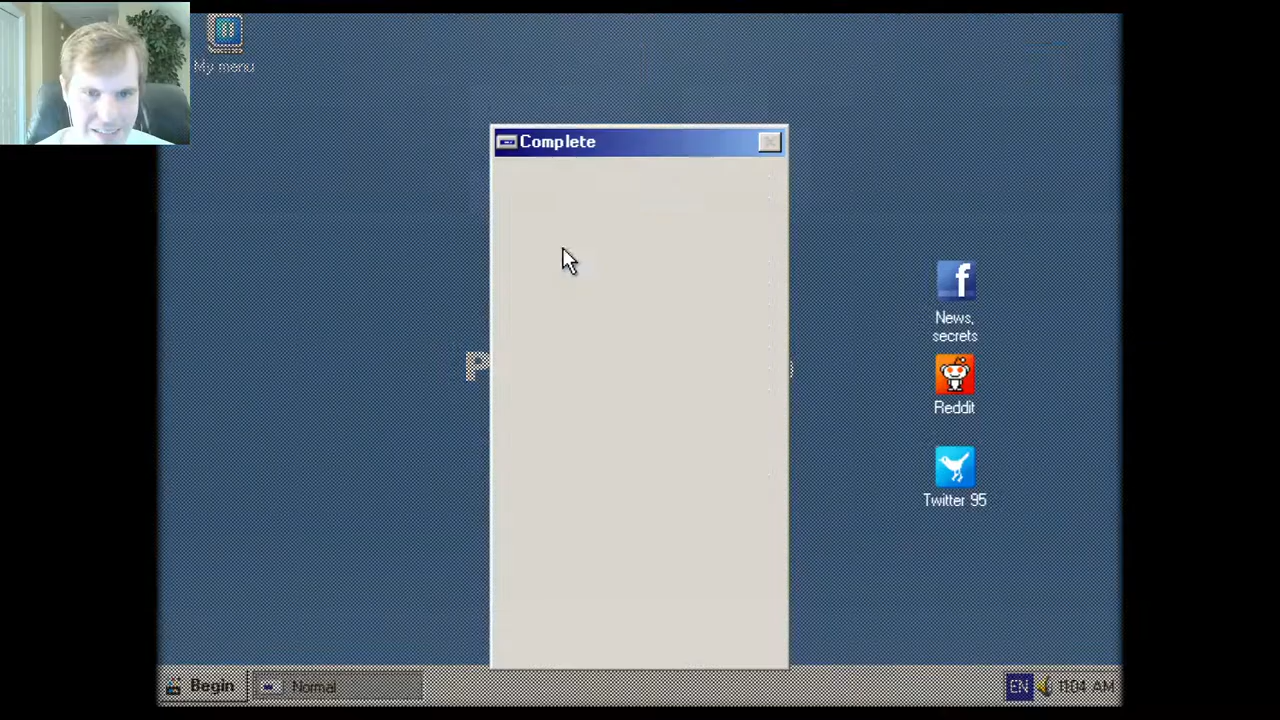 My menu
Complete
P
f
News,
secrets
Reddit
Twitter 95
Begin
Normal
EN
11:04 AM